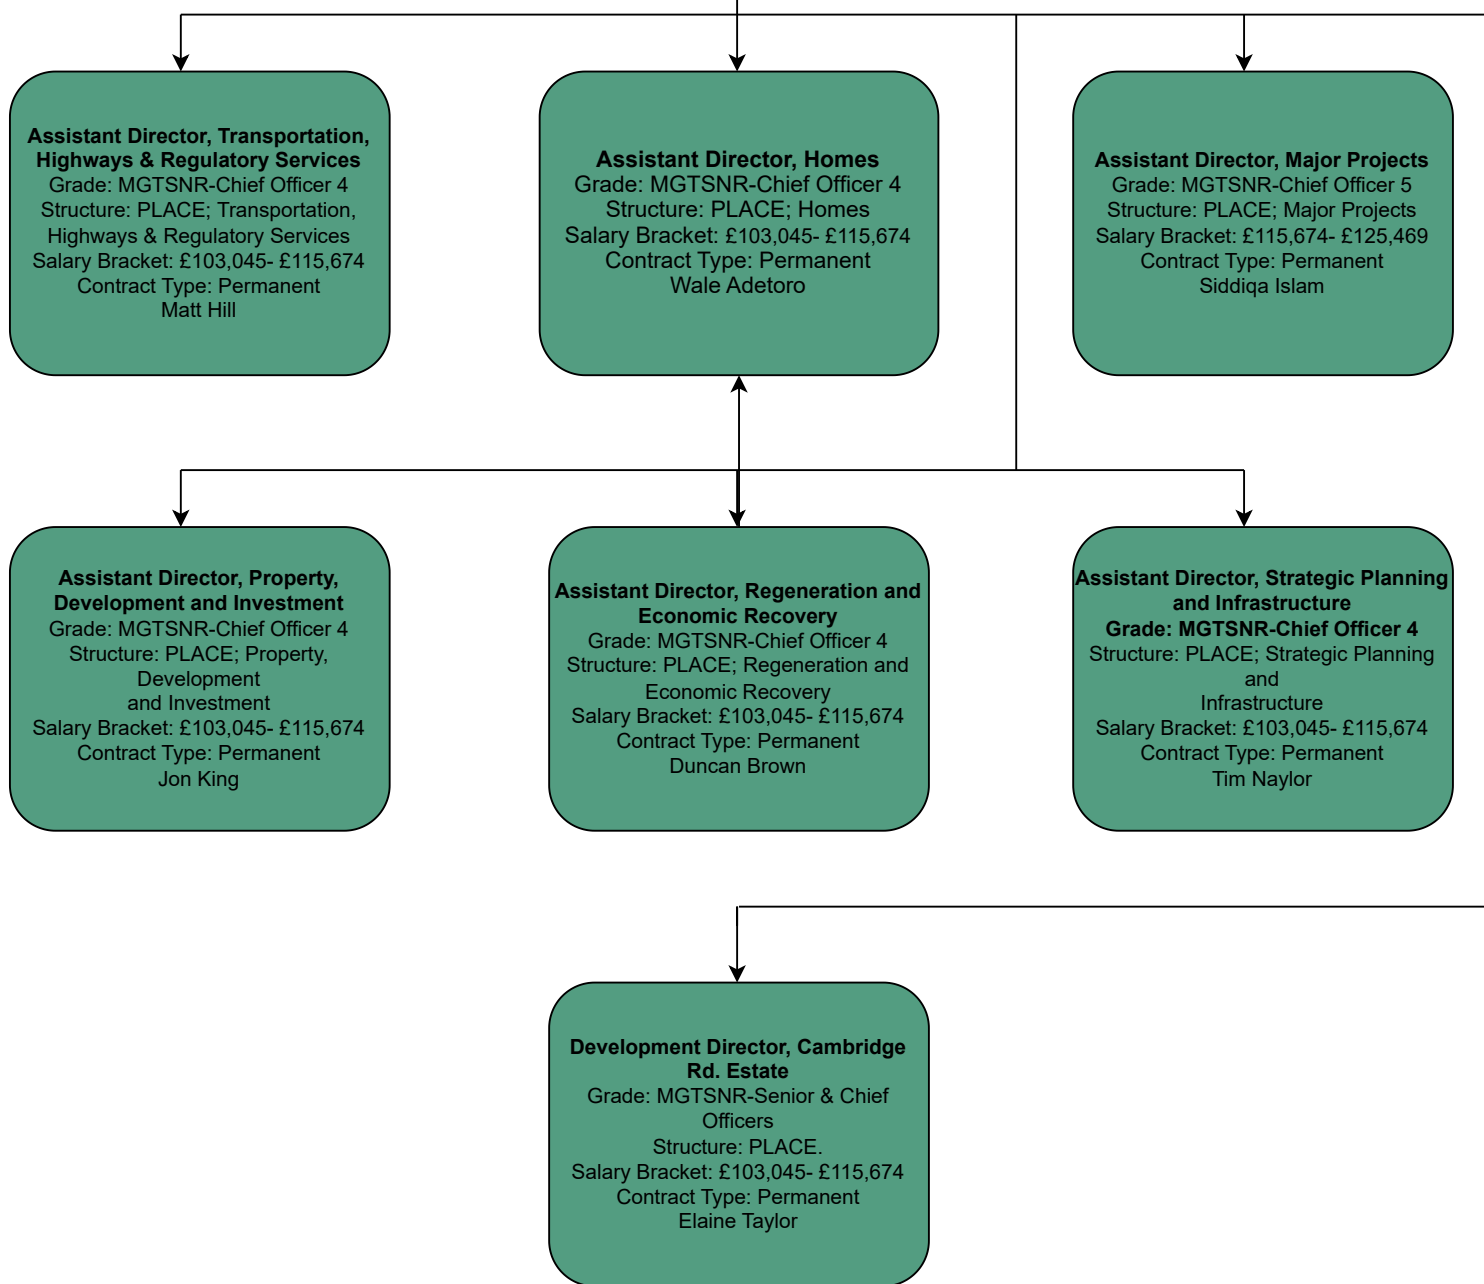 Assistant Director, Transportation,
Highways & Regulatory Services
Grade: MGTSNR-Chief Officer 4
Structure: PLACE; Transportation,
Highways & Regulatory Services
Salary Bracket: £103,045- £115,674
Contract Type: Permanent
Matt Hill
Assistant Director, Homes
Grade: MGTSNR-Chief Officer 4
Structure: PLACE; Homes
Salary Bracket: £103,045- £115,674
Contract Type: Permanent
Wale Adetoro
Assistant Director, Major Projects
Grade: MGTSNR-Chief Officer 5
Structure: PLACE; Major Projects
Salary Bracket: £115,674- £125,469
Contract Type: Permanent
Siddiqa Islam
Assistant Director, Property,
Development and Investment
Grade: MGTSNR-Chief Officer 4
Structure: PLACE; Property,
Development
and Investment
Salary Bracket: £103,045- £115,674
Contract Type: Permanent
Jon King
Assistant Director, Regeneration and
Economic Recovery
Grade: MGTSNR-Chief Officer 4
Structure: PLACE; Regeneration and
Economic Recovery
Salary Bracket: £103,045- £115,674
Contract Type: Permanent
Duncan Brown
Assistant Director, Strategic Planning
and Infrastructure
Grade: MGTSNR-Chief Officer 4
Structure: PLACE; Strategic Planning
and
Infrastructure
Salary Bracket: £103,045- £115,674
Contract Type: Permanent
Tim Naylor
Development Director, Cambridge
Rd. Estate
Grade: MGTSNR-Senior & Chief
Officers
Structure: PLACE.
Salary Bracket: £103,045- £115,674
Contract Type: Permanent
Elaine Taylor